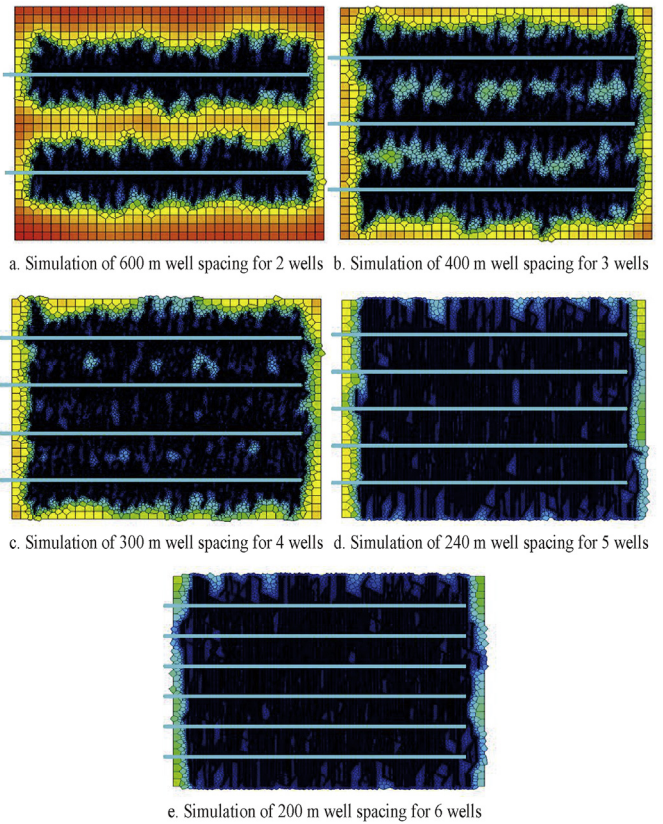 a. Simulation of 600 m well spacing for 2 wells
b. Simulation of 400 m well spacing for 3 wells
c. Simulation of 300 m well spacing for 4 wells
d. Simulation of 240 m well spacing for 5 wells
e. Simulation of 200 m well spacing for 6 wells